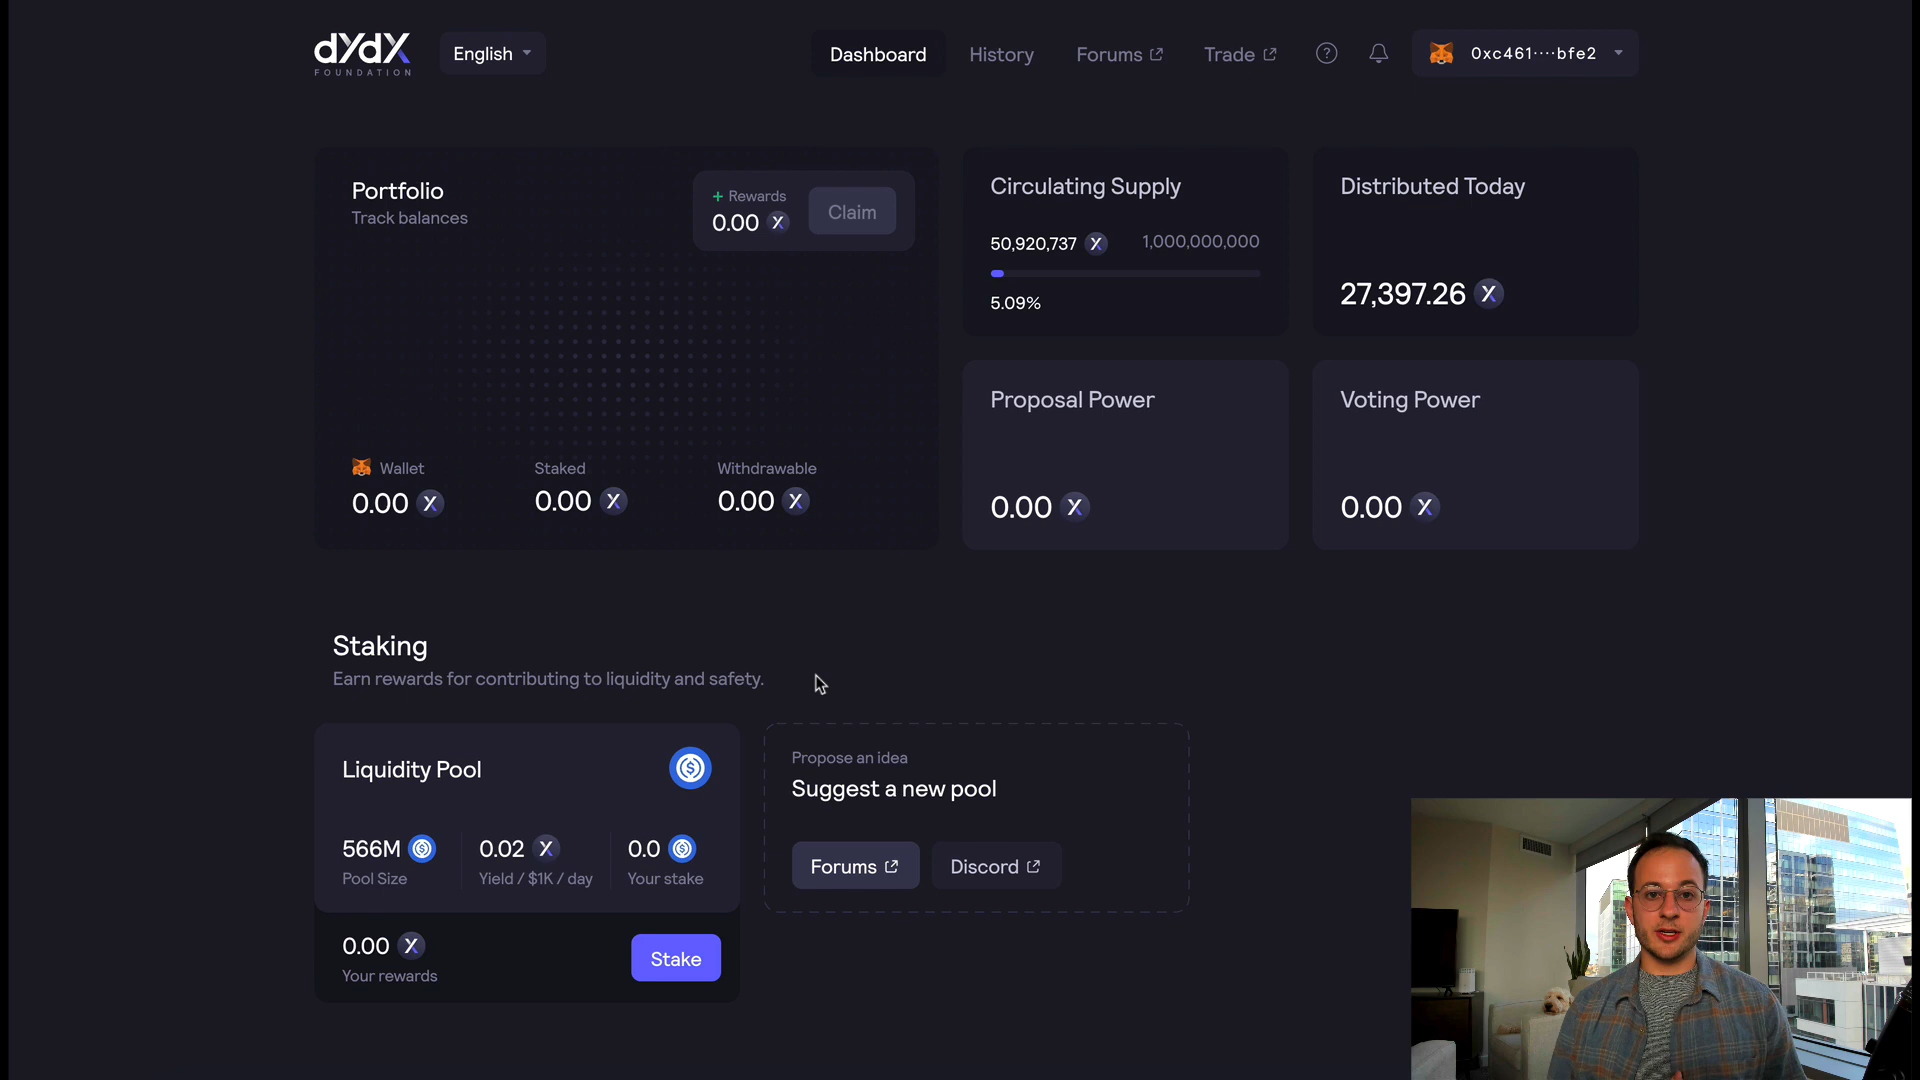 dYdX
FOUNDATION
English
Dashboard
History
Forums
Trade
0xc461····bfe2
Portfolio
Track balances
+ Rewards
0.00
Claim
Wallet
0.00
Staked
0.00
Withdrawable
0.00
Circulating Supply
50,920,737
1,000,000,000
5.09%
Distributed Today
27,397.26
Proposal Power
0.00
Voting Power
0.00
Staking
Earn rewards for contributing to liquidity and safety.
Liquidity Pool
566M
Pool Size
0.02
Yield / $1K / day
0.0
Your stake
0.00
Your rewards
Stake
Propose an idea
Suggest a new pool
Forums
Discord